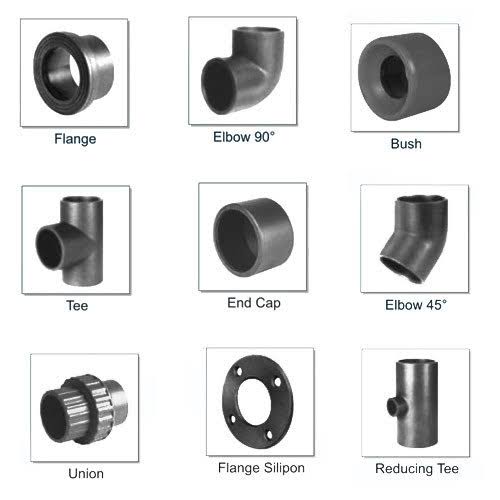 Flange
Elbow 90°
Bush
Tee
End Cap
Elbow 45°
Union
Flange Silipon
Reducing Tee